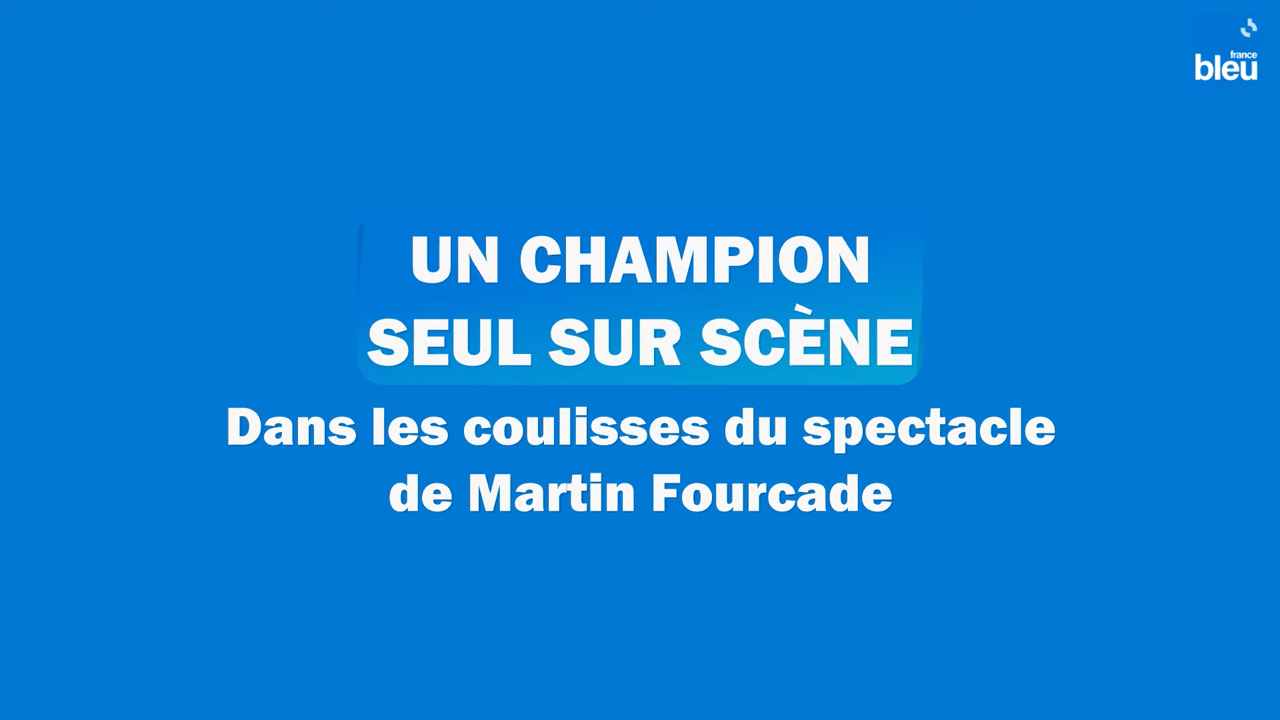 france
bleu
UN CHAMPION
SEUL SUR SCÈNE
Dans les coulisses du spectacle
de Martin Fourcade